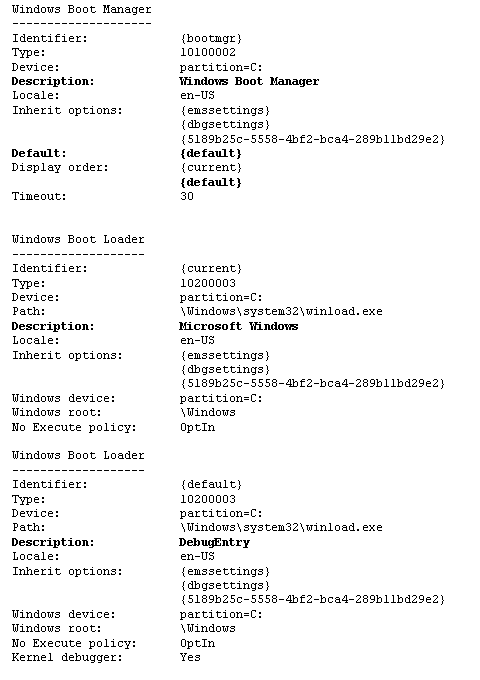 Windows Boot Manager
--------------------
Identifier: {bootmgr}
Type: 10100002
Device: partition=C:
Description: Windows Boot Manager
Locale: en-US
Inherit options: {emssettings}
{dbgsettings}
{5189b25c-5558-4bf2-bca4-289b11bd29e2}
Default: {default}
Display order: {current}
{default}
Timeout: 30
Windows Boot Loader
-------------------
Identifier: {current}
Type: 10200003
Device: partition=C:
Path: \Windows\system32\winload.exe
Description: Microsoft Windows
Locale: en-US
Inherit options: {emssettings}
{dbgsettings}
{5189b25c-5558-4bf2-bca4-289b11bd29e2}
Windows device: partition=C:
Windows root: \Windows
No Execute policy: OptIn
Windows Boot Loader
-------------------
Identifier: {default}
Type: 10200003
Device: partition=C:
Path: \Windows\system32\winload.exe
Description: DebugEntry
Locale: en-US
Inherit options: {emssettings}
{dbgsettings}
{5189b25c-5558-4bf2-bca4-289b11bd29e2}
Windows device: partition=C:
Windows root: \Windows
No Execute policy: OptIn
Kernel debugger: Yes